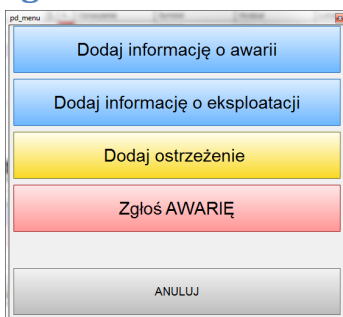 pd_menu
Dodaj informację o awarii
Dodaj informację o eksploatacji
Dodaj ostrzeżenie
Zgłoś AWARIĘ
ANULUJ